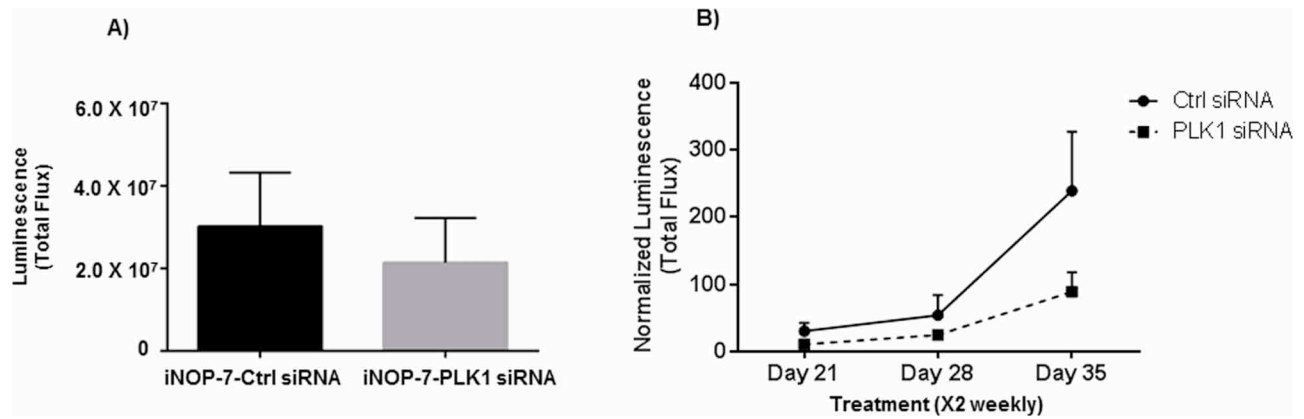 A)
Luminescence
(Total Flux)
6.0 X 10⁷
4.0 X 10⁷
2.0 X 10⁷
0
iNOP-7-Ctrl siRNA
iNOP-7-PLK1 siRNA
B)
Normalized Luminescence
(Total Flux)
400
300
200
100
0
Day 21
Day 28
Day 35
Treatment (X2 weekly)
Ctrl siRNA
PLK1 siRNA